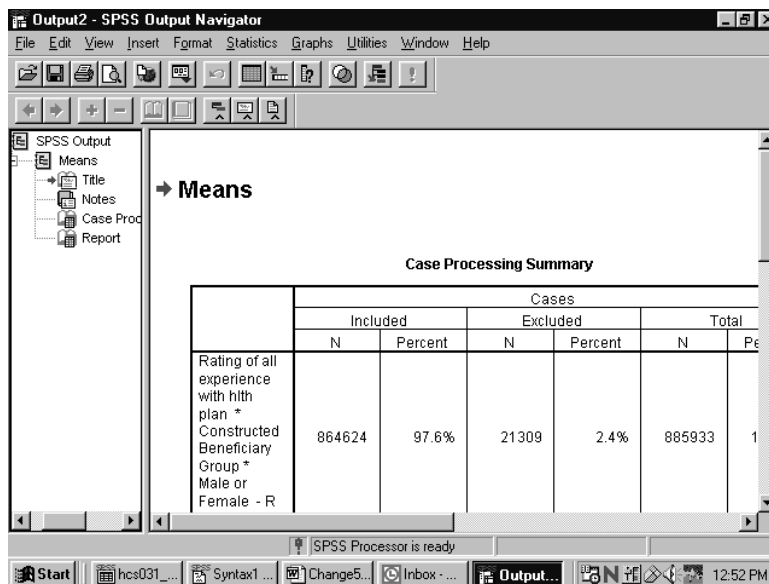 Output2 - SPSS Output Navigator
File Edit View Insert Format Statistics Graphs Utilities Window Help
SPSS Output
Means
Title
Notes
Case Proc
Report
Means
Case Processing Summary
Cases
Included Excluded Total
N Percent N Percent N Pe
Rating of all
experience
with hlth
plan *
Constructed
Beneficiary
Group *
Male or
Female - R
864624 97.6% 21309 2.4% 885933 1
SPSS Processor is ready
Start hcs031_... Syntax1 ... Change5... Inbox - ... Output... 12:52 PM